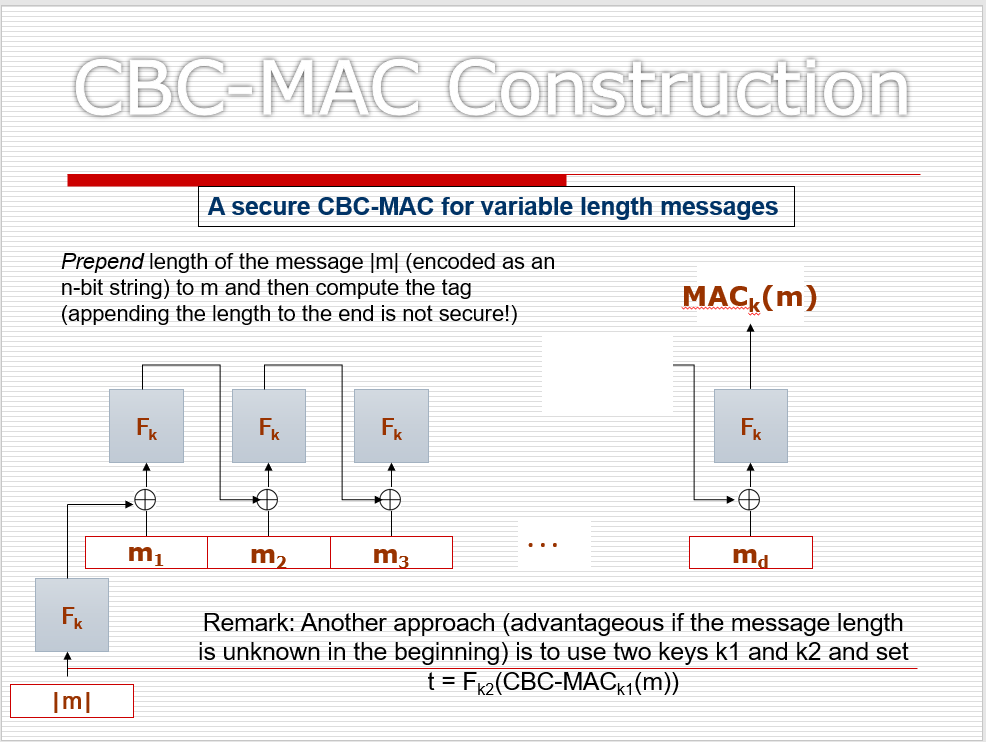 CBC-MAC Construction
A secure CBC-MAC for variable length messages
Prepend length of the message |m| (encoded as an
n-bit string) to m and then compute the tag
(appending the length to the end is not secure!)
MACk(m)
Fk Fk Fk Fk
m1 m2 m3 ... md
Fk
|m|
Remark: Another approach (advantageous if the message length
is unknown in the beginning) is to use two keys k1 and k2 and set
t = Fk2(CBC-MACk1(m))